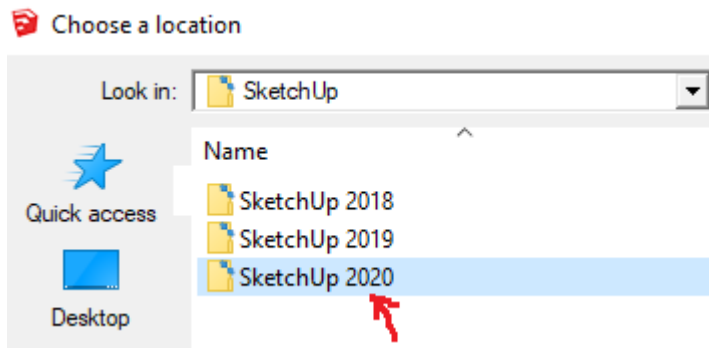 Choose a location
Look in: SketchUp
Name
Quick access
SketchUp 2018
SketchUp 2019
SketchUp 2020
Desktop